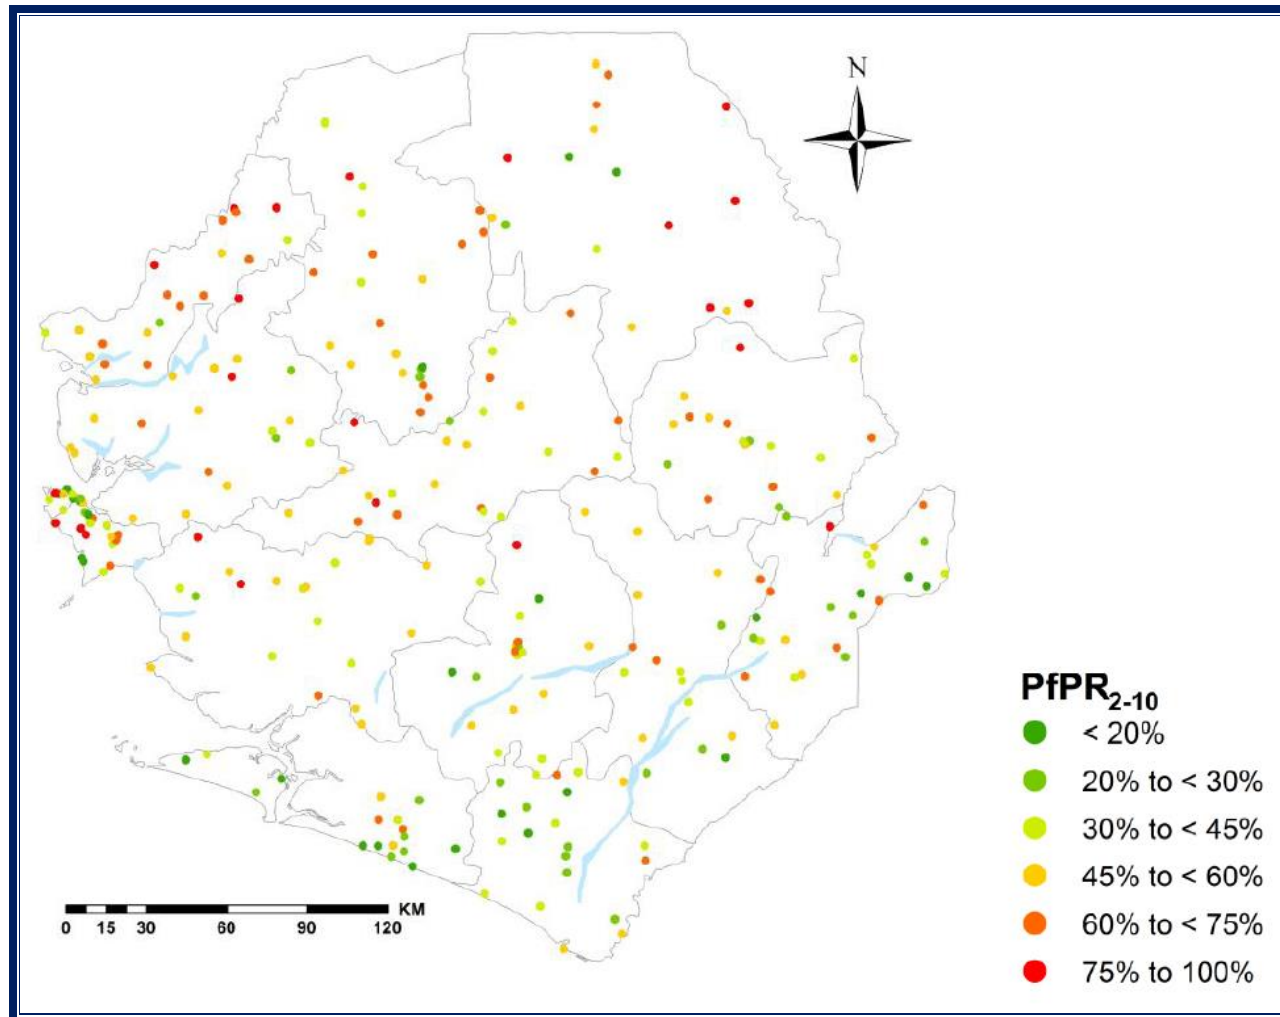 N
PfPR2-10
< 20%
20% to < 30%
30% to < 45%
45% to < 60%
60% to < 75%
75% to 100%
KM
0 15 30 60 90 120